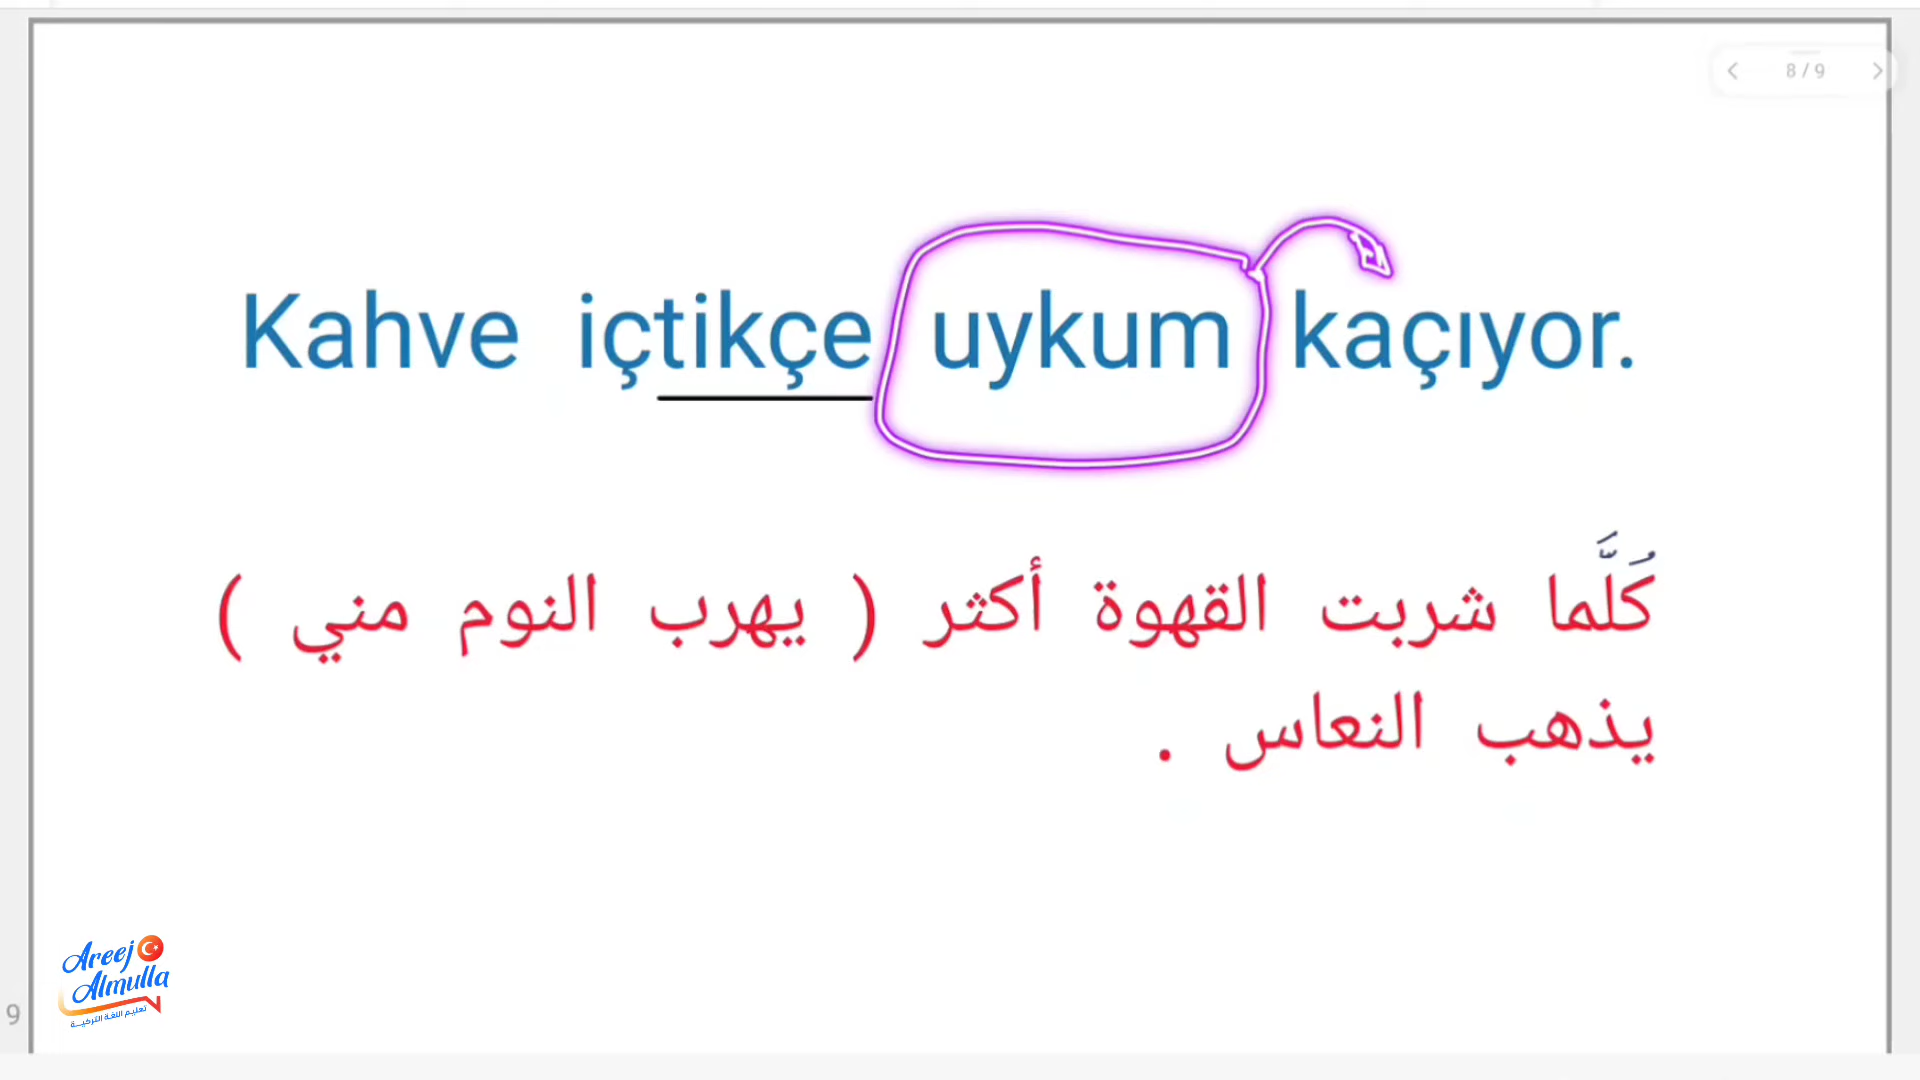 8 / 9
Kahve içtikçe uykum kaçıyor.
كُلَّما شربت القهوة أكثر ( يهرب النوم مني )
يذهب النعاس .
Areej
Almulla
تعليم اللغة التركيـة
9